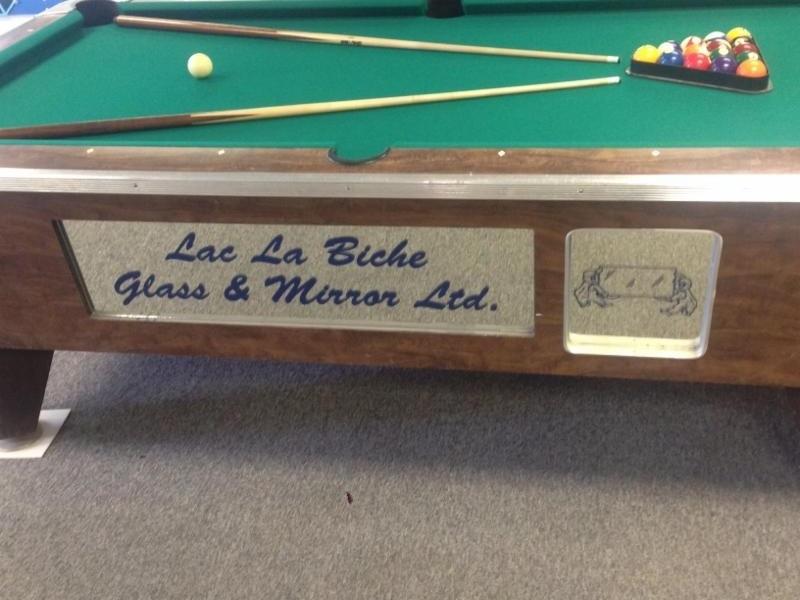 Lac La Biche
Glass & Mirror Ltd.